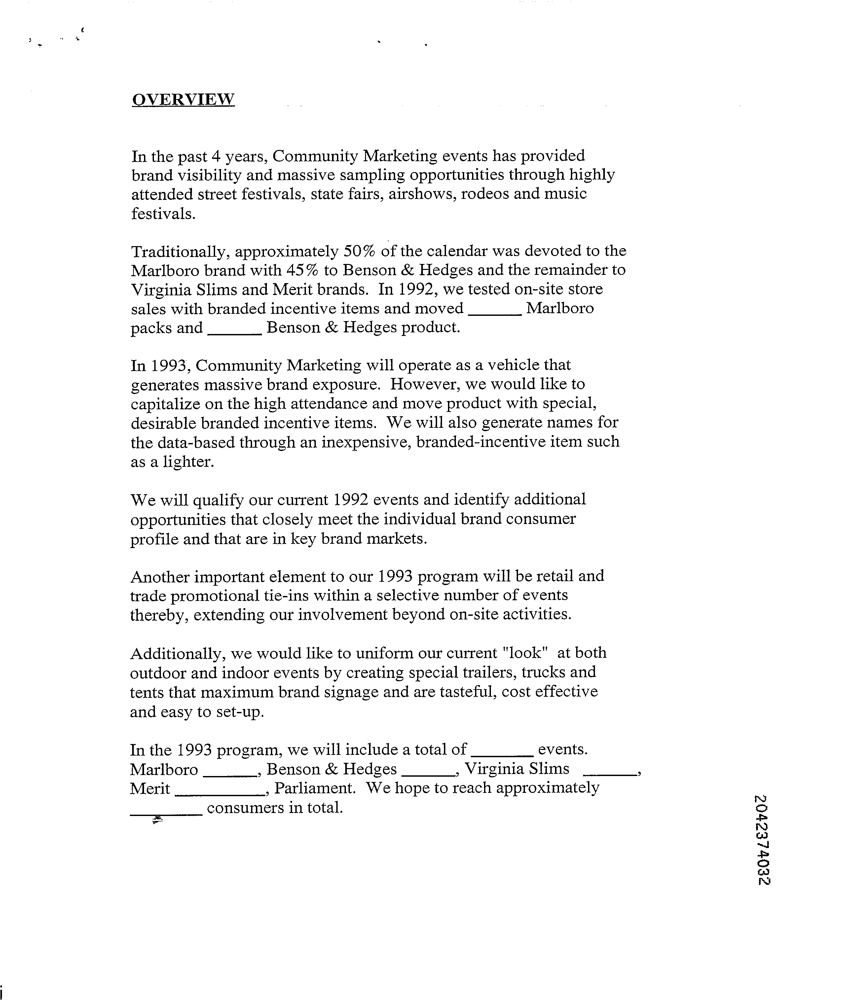 OVERVIEW
In the past 4 years, Community Marketing events has provided
brand visibility and massive sampling opportunities through highly
attended street festivals, state fairs, airshows, rodeos and music
festivals.
Traditionally, approximately 50% of the calendar was devoted to the
Marlboro brand with 45% to Benson & Hedges and the remainder to
Virginia Slims and Merit brands. In 1992, we tested on-site store
sales with branded incentive items and moved ______ Marlboro
packs and ______ Benson & Hedges product.
In 1993, Community Marketing will operate as a vehicle that
generates massive brand exposure. However, we would like to
capitalize on the high attendance and move product with special,
desirable branded incentive items. We will also generate names for
the data-based through an inexpensive, branded-incentive item such
as a lighter.
We will qualify our current 1992 events and identify additional
opportunities that closely meet the individual brand consumer
profile and that are in key brand markets.
Another important element to our 1993 program will be retail and
trade promotional tie-ins within a selective number of events
thereby, extending our involvement beyond on-site activities.
Additionally, we would like to uniform our current "look" at both
outdoor and indoor events by creating special trailers, trucks and
tents that maximum brand signage and are tasteful, cost effective
and easy to set-up.
In the 1993 program, we will include a total of _______ events.
Marlboro ______, Benson & Hedges ______, Virginia Slims ______,
Merit __________, Parliament. We hope to reach approximately
________ consumers in total.
2042374032